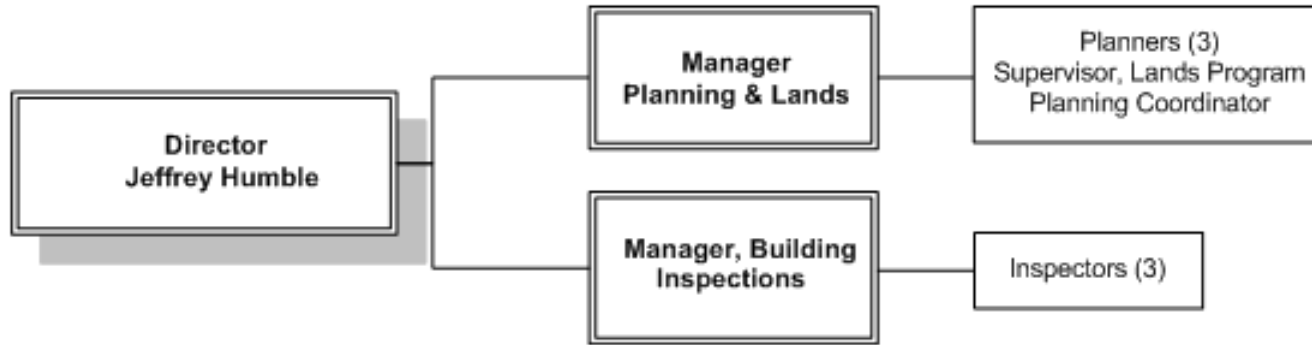 Director
Jeffrey Humble
Manager
Planning & Lands
Planners (3)
Supervisor, Lands Program
Planning Coordinator
Manager, Building
Inspections
Inspectors (3)